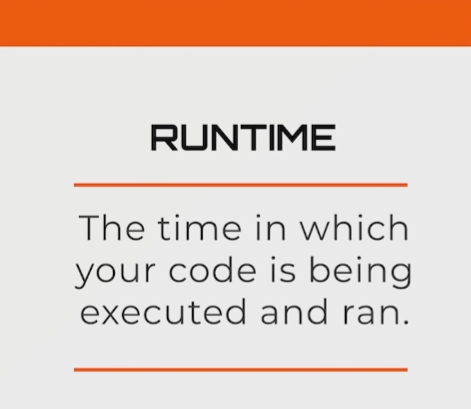 RUNTIME
The time in which
your code is being
executed and ran.